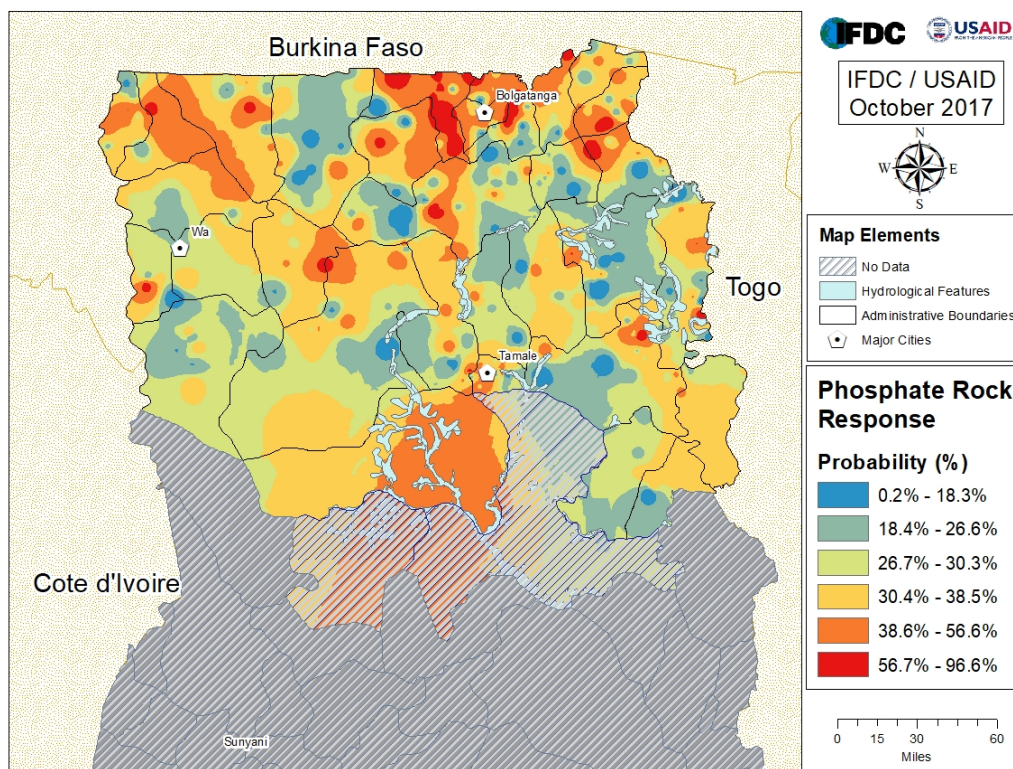 Burkina Faso
Bolgatanga
Wa
Togo
Tamale
Cote d'Ivoire
Sunyani
IFDC
USAID
IFDC / USAID
October 2017
N
W
E
S
Map Elements
No Data
Hydrological Features
Administrative Boundaries
Major Cities
Phosphate Rock
Response
Probability (%)
0.2% - 18.3%
18.4% - 26.6%
26.7% - 30.3%
30.4% - 38.5%
38.6% - 56.6%
56.7% - 96.6%
0 15 30 60
Miles